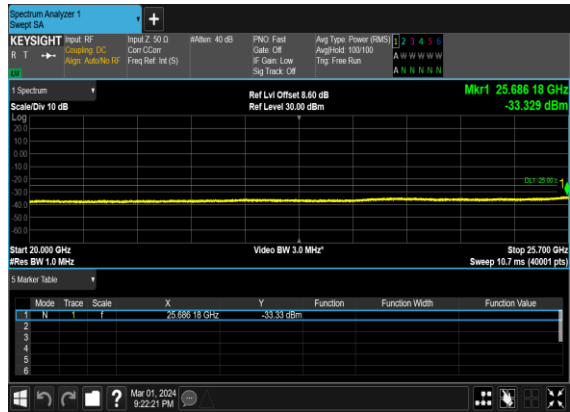 Spectrum Analyzer 1
Swept SA
+
KEYSIGHT Input: RF Input Z: 50 Ω #Atten: 40 dB PNO: Fast Avg Type: Power (RMS) 1 2 3 4 5 6
R T Coupling: DC Corr CCorr Gate: Off Avg|Hold: 100/100 A W W W W W
Align: Auto/No RF Freq Ref: Int (S) IF Gain: Low Trig: Free Run
LW Sig Track: Off A N N N N N
1 Spectrum Ref Lvl Offset 8.60 dB Mkr1 25.686 18 GHz
Scale/Div 10 dB Ref Level 30.00 dBm -33.329 dBm
Log
20.0
10.0
0.00
-10.0
-20.0
DL1 -25.00 1
-30.0
-40.0
-50.0
-60.0
Start 20.000 GHz Video BW 3.0 MHz* Stop 25.700 GHz
#Res BW 1.0 MHz Sweep 10.7 ms (40001 pts)
5 Marker Table
Mode Trace Scale X Y Function Function Width Function Value
1 N 1 f 25.686 18 GHz -33.33 dBm
2
3
4
5
6
? Mar 01, 2024
9:22:21 PM